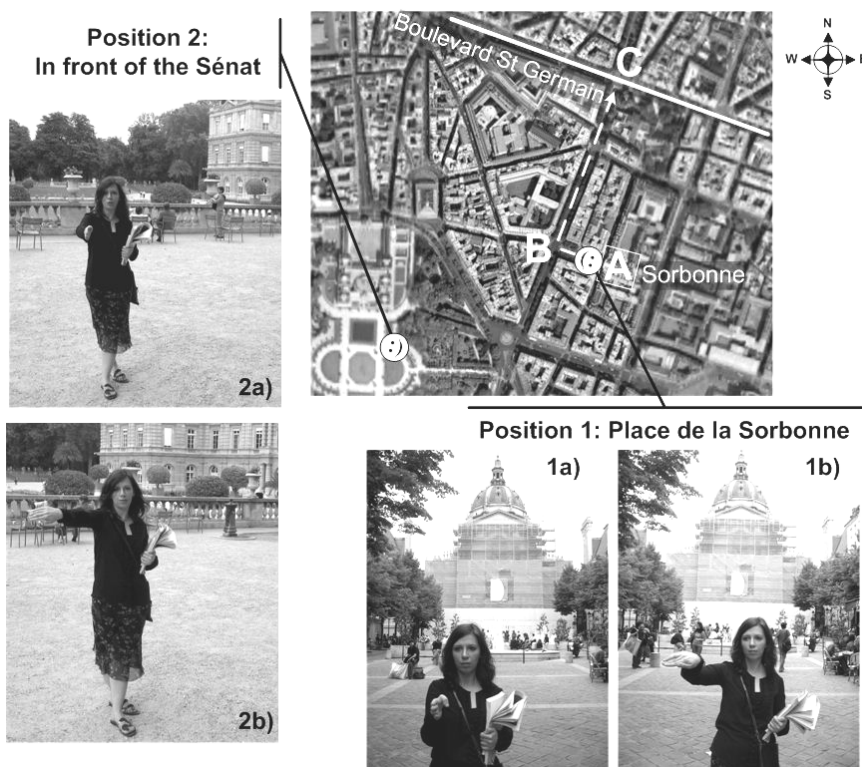 Position 2:
In front of the Sénat
Boulevard St Germain
C
N
W
E
S
B
(:
A
Sorbonne
:)
2a)
Position 1: Place de la Sorbonne
1a)
1b)
2b)